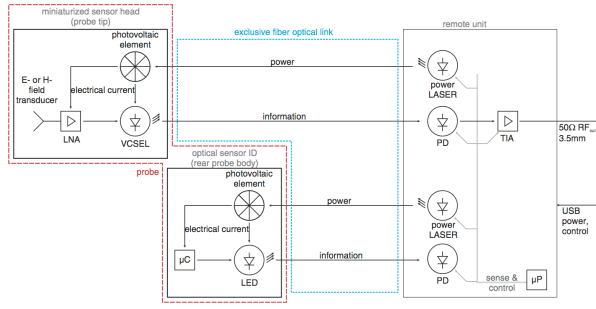 miniaturized sensor head
(probe tip)
photovoltaic
element
E- or H-
field
transducer
electrical current
LNA
VCSEL
exclusive fiber optical link
power
information
remote unit
power
LASER
PD
TIA
50Ω RF
3.5mm
probe
optical sensor ID
(rear probe body)
photovoltaic
element
electrical current
µC
LED
power
information
power
LASER
PD
USB
power,
control
sense &
control
µP